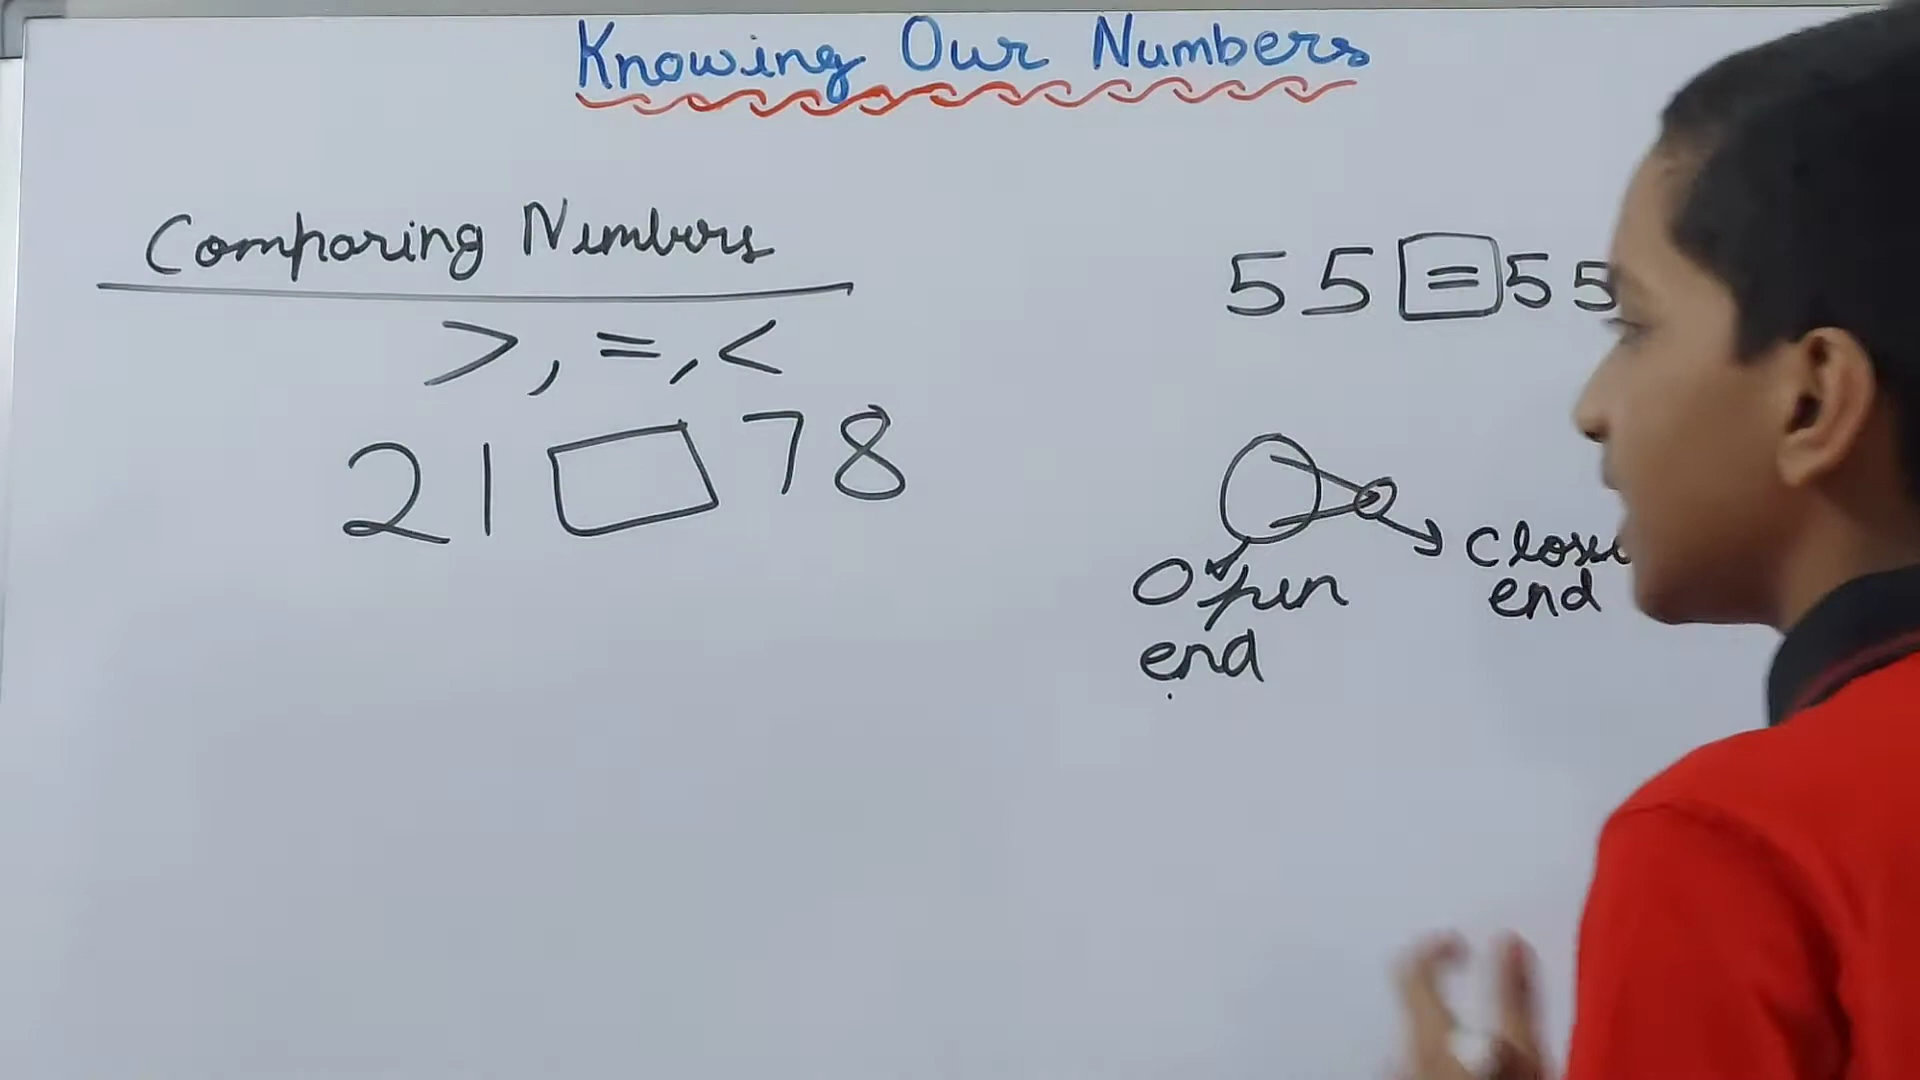 Knowing Our Numbers
Comparing Numbers
>, =, <
21 □ 78
55 = 55
Open
end
end